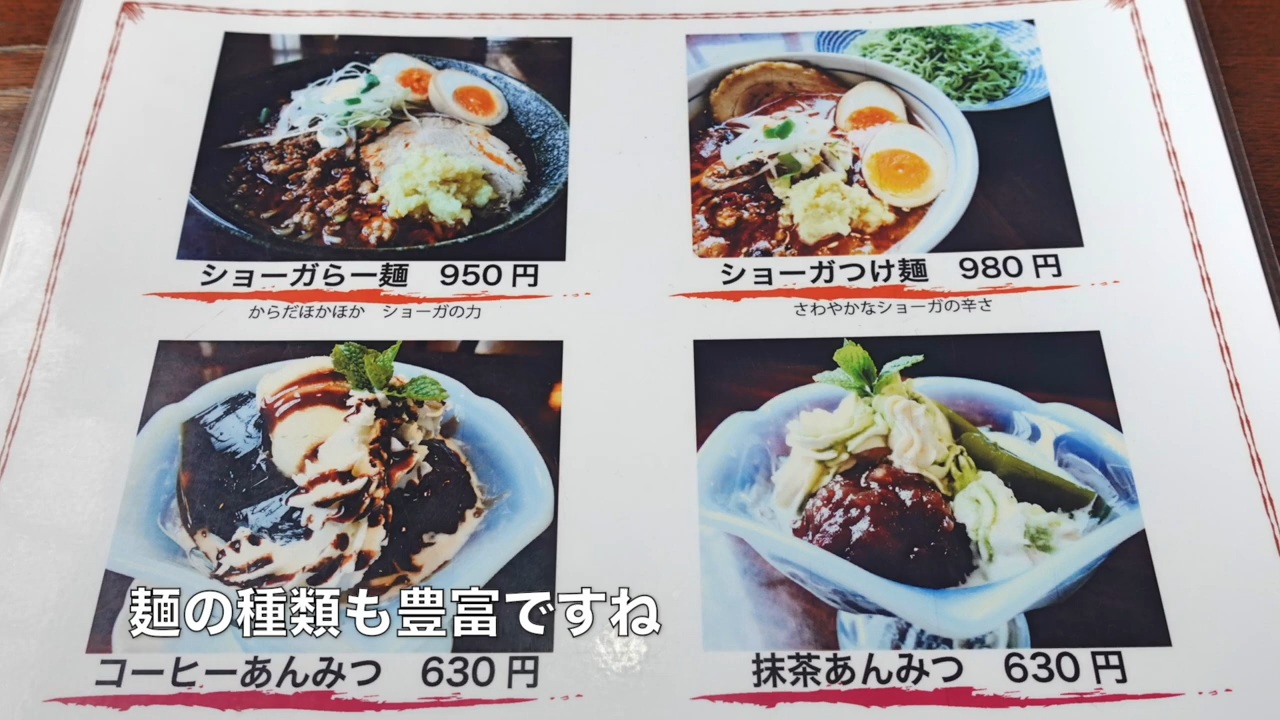 ショーガらー麺 950円
からだほかほか ショーガの力
ショーガつけ麺 980円
さわやかなショーガの辛さ
麺の種類も豊富ですね
コーヒーあんみつ 630円
抹茶あんみつ 630円